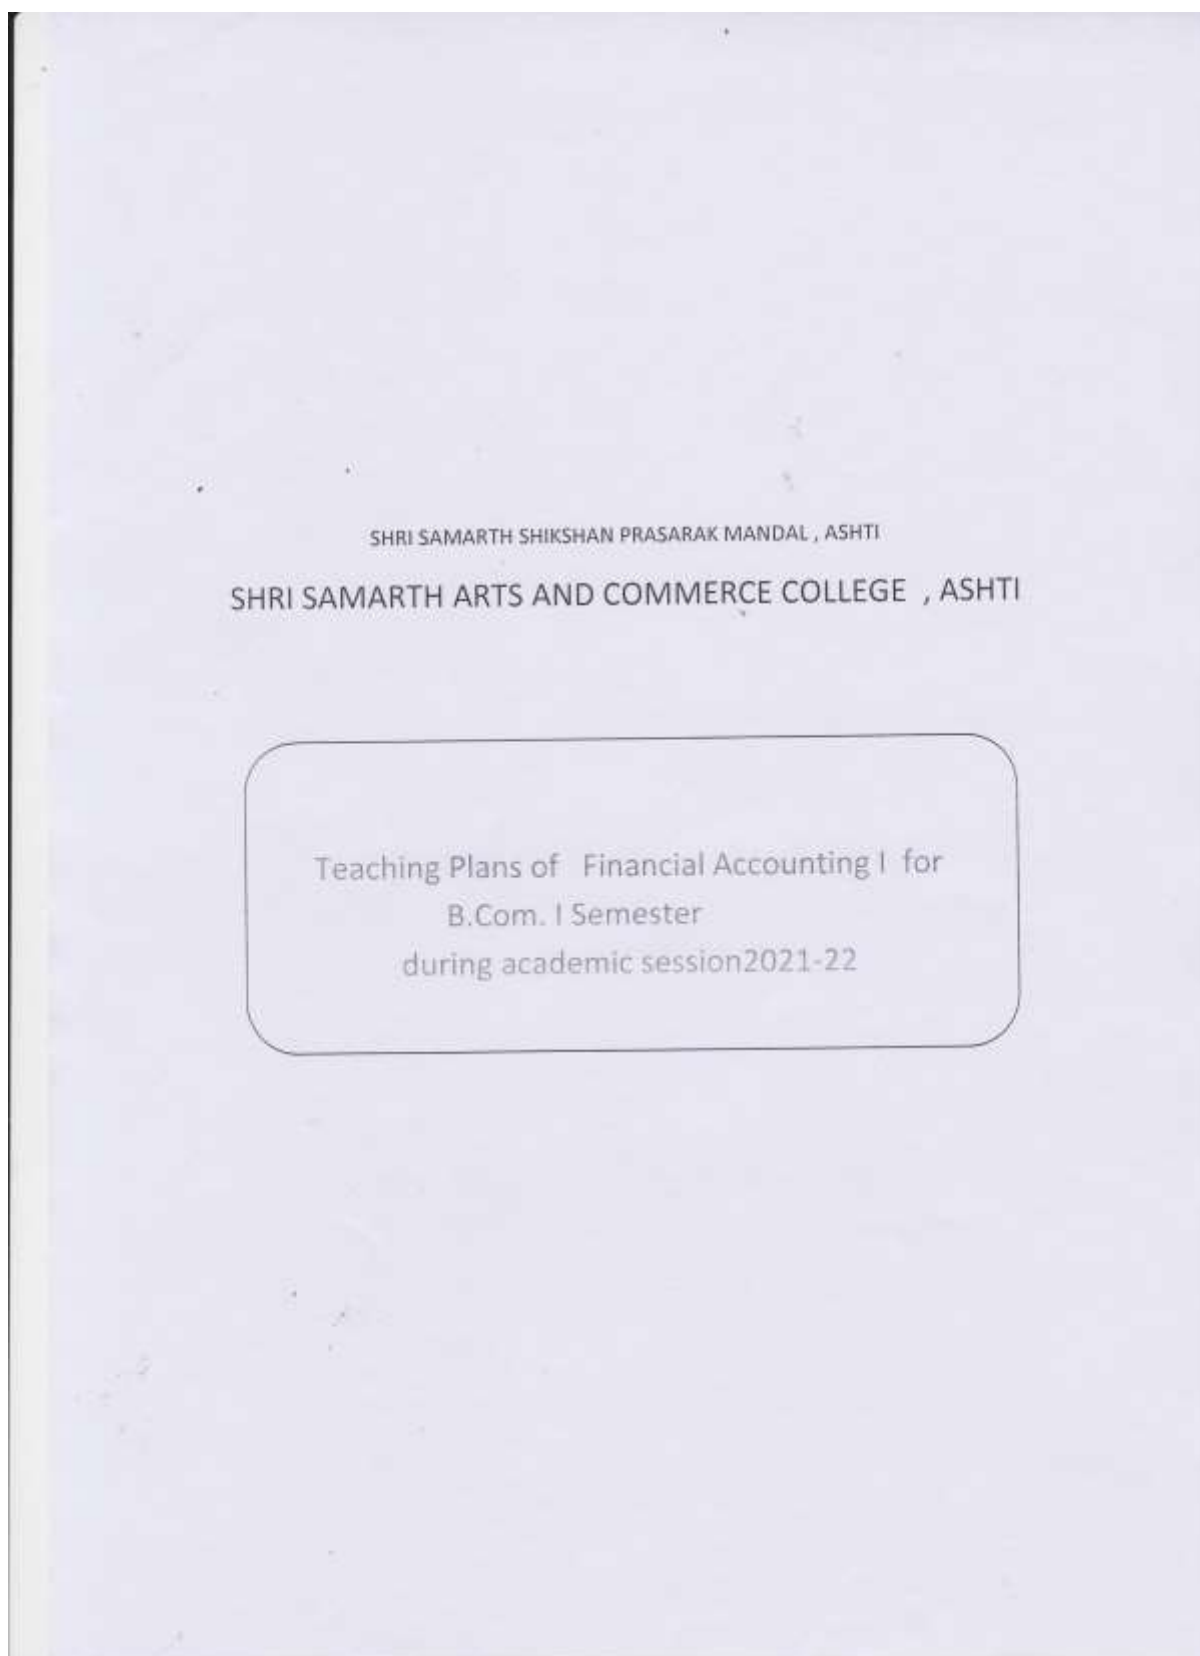 SHRI SAMARTH SHIKSHAN PRASARAK MANDAL , ASHTI
SHRI SAMARTH ARTS AND COMMERCE COLLEGE , ASHTI
Teaching Plans of Financial Accounting I for
B.Com. I Semester
during academic session2021-22